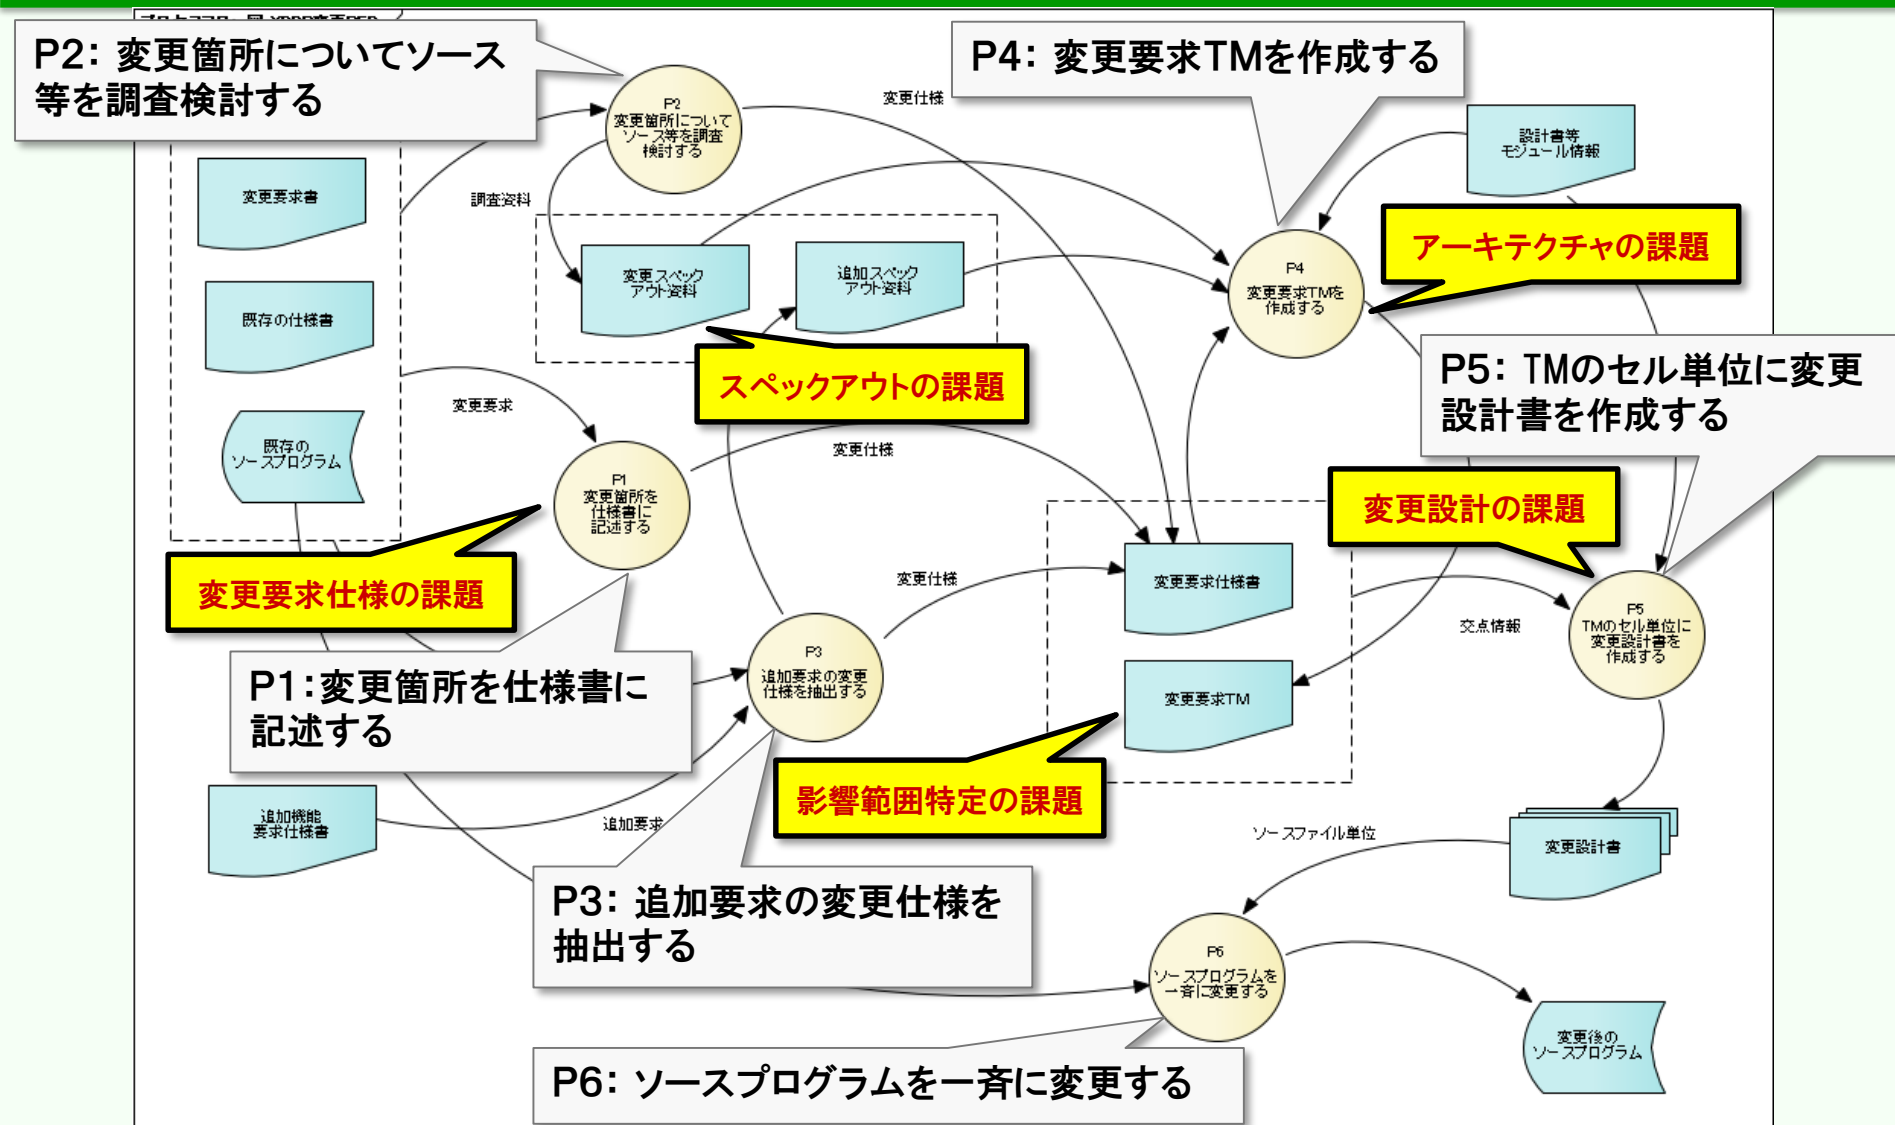 P2：変更箇所についてソース
等を調査検討する
P4：変更要求TMを作成する
P2
変更箇所について
ソース等を調査
検討する
変更仕様
設計書等
モジュール情報
変更要求書
調査資料
アーキテクチャの課題
変更スペック
アウト資料
追加スペック
アウト資料
P4
変更要求TMを
作成する
既存の仕様書
P5：TMのセル単位に変更
設計書を作成する
スペックアウトの課題
変更要求
既存の
ソースプログラム
変更仕様
P1
変更箇所を
仕様書に
記述する
変更設計の課題
変更要求仕様の課題
変更仕様
変更要求仕様書
P5
TMのセル単位に
変更設計書を
作成する
交点情報
P3
追加要求の変更
仕様を抽出する
P1：変更箇所を仕様書に
記述する
変更要求TM
影響範囲特定の課題
追加機能
要求仕様書
追加要求
ソースファイル単位
変更設計書
P3：追加要求の変更仕様を
抽出する
P6
ソースプログラムを
一斉に変更する
変更後の
ソースプログラム
P6：ソースプログラムを一斉に変更する